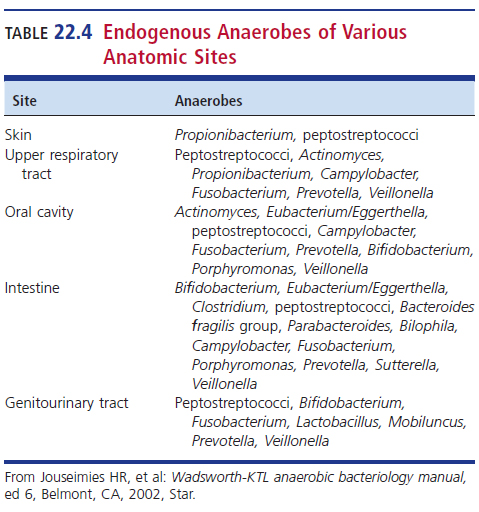 TABLE 22.4 Endogenous Anaerobes of Various
Anatomic Sites
Site Anaerobes
Skin Propionibacterium, peptostreptococci
Upper respiratory Peptostreptococci, Actinomyces,
tract Propionibacterium, Campylobacter,
Fusobacterium, Prevotella, Veillonella
Oral cavity Actinomyces, Eubacterium/Eggerthella,
peptostreptococci, Campylobacter,
Fusobacterium, Prevotella, Bifidobacterium,
Porphyromonas, Veillonella
Intestine Bifidobacterium, Eubacterium/Eggerthella,
Clostridium, peptostreptococci, Bacteroides
fragilis group, Parabacteroides, Bilophila,
Campylobacter, Fusobacterium,
Porphyromonas, Prevotella, Sutterella,
Veillonella
Genitourinary tract Peptostreptococci, Bifidobacterium,
Fusobacterium, Lactobacillus, Mobiluncus,
Prevotella, Veillonella
From Jouseimies HR, et al: Wadsworth-KTL anaerobic bacteriology manual,
ed 6, Belmont, CA, 2002, Star.